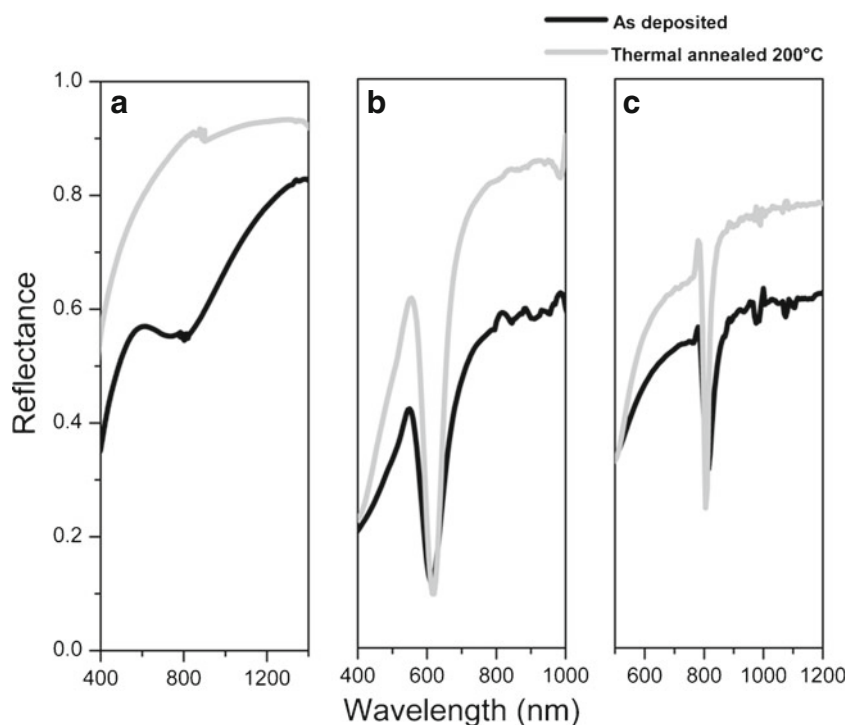 As deposited
Thermal annealed 200°C
a
b
c
1.0
0.8
0.6
0.4
0.2
0.0
Reflectance
400 800 1200
400 600 800 1000
600 800 1000 1200
Wavelength (nm)